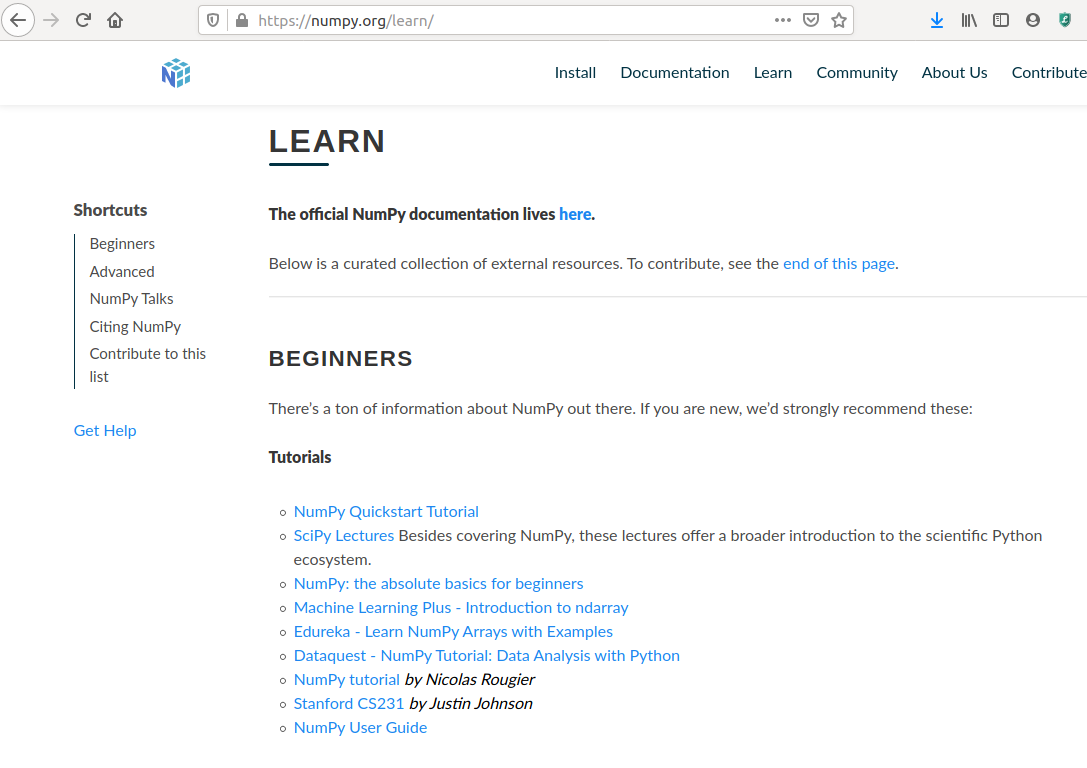 https://numpy.org/learn/
Install Documentation Learn Community About Us Contribute
LEARN
Shortcuts
Beginners
Advanced
NumPy Talks
Citing NumPy
Contribute to this
list
Get Help
The official NumPy documentation lives here.
Below is a curated collection of external resources. To contribute, see the end of this page.
BEGINNERS
There’s a ton of information about NumPy out there. If you are new, we’d strongly recommend these:
Tutorials
NumPy Quickstart Tutorial
SciPy Lectures Besides covering NumPy, these lectures offer a broader introduction to the scientific Python
ecosystem.
NumPy: the absolute basics for beginners
Machine Learning Plus - Introduction to ndarray
Edureka - Learn NumPy Arrays with Examples
Dataquest - NumPy Tutorial: Data Analysis with Python
NumPy tutorial by Nicolas Rougier
Stanford CS231 by Justin Johnson
NumPy User Guide